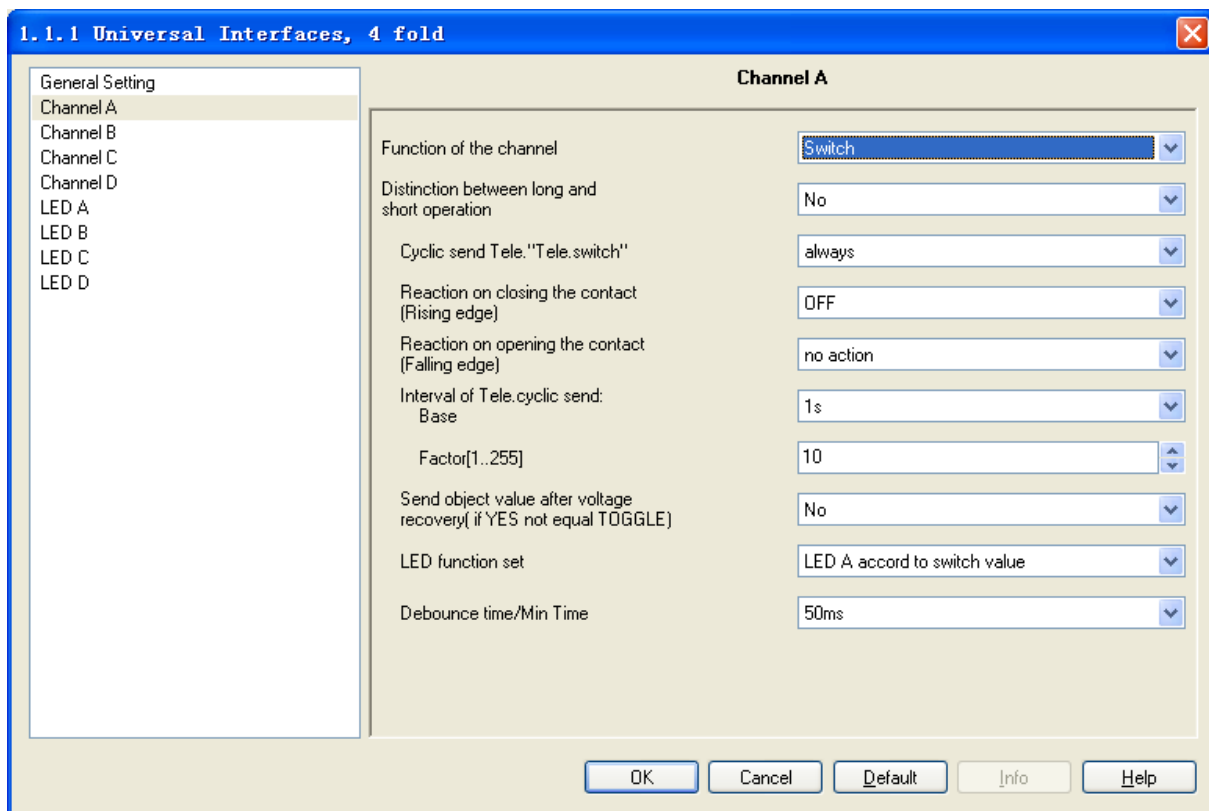 1.1.1 Universal Interfaces, 4 fold
General Setting
Channel A
Channel B
Channel C
Channel D
LED A
LED B
LED C
LED D
Channel A
Function of the channel
Switch
Distinction between long and
short operation
No
Cyclic send Tele."Tele.switch"
always
Reaction on closing the contact
(Rising edge)
OFF
Reaction on opening the contact
(Falling edge)
no action
Interval of Tele.cyclic send:
Base
1s
Factor[1..255]
10
Send object value after voltage
recovery( if YES not equal TOGGLE)
No
LED function set
LED A accord to switch value
Debounce time/Min Time
50ms
OK
Cancel
Default
Info
Help